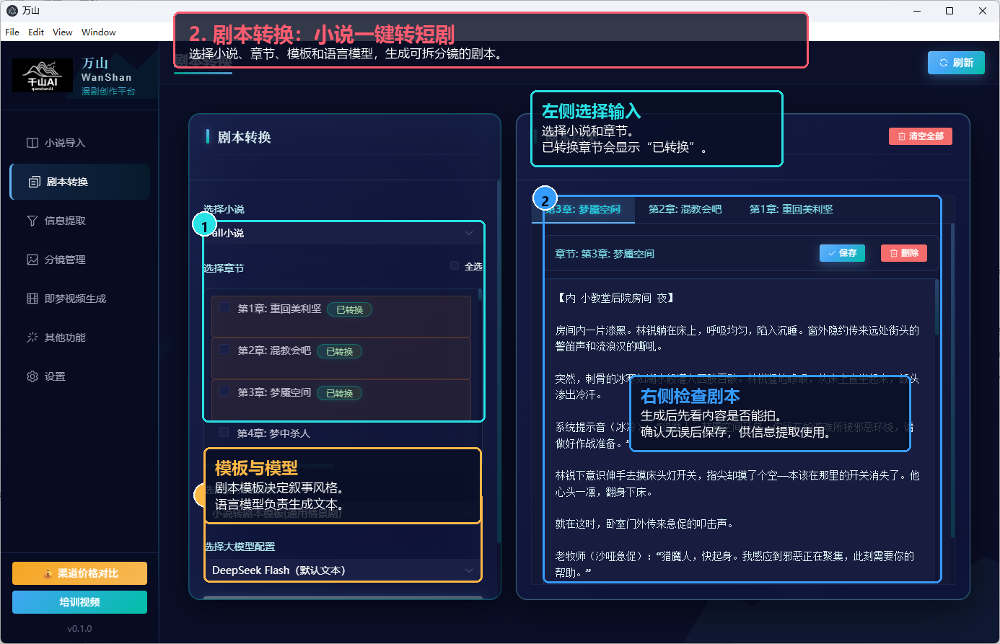 万山
File Edit View Window
2. 剧本转换：小说一键转短剧
选择小说、章节、模板和语言模型，生成可拆分镜的剧本。
剧本转换
刷新
千山AI
qianshanAI
万山
WanShan
漫剧创作平台
小说导入
剧本转换
信息提取
分镜管理
即梦视频生成
其他功能
设置
渠道价格对比
培训视频
v0.1.0
剧本转换
选择小说
1
all小说
选择章节
全选
第1章: 重回美利坚 已转换
第2章: 混教会吧 已转换
第3章: 梦魇空间 已转换
第4章: 梦中杀人
模板与模型
剧本模板决定叙事风格。
语言模型负责生成文本。
小说转剧本模板(通用情景剧)
选择大模型配置
DeepSeek Flash（默认文本）
左侧选择输入
选择小说和章节。
已转换章节会显示“已转换”。
清空全部
2
第3章: 梦魇空间 第2章: 混教会吧 第1章: 重回美利坚
章节: 第3章: 梦魇空间
保存 删除
【内 小教堂后院房间 夜】
房间内一片漆黑。林锐躺在床上，呼吸均匀，陷入沉睡。窗外隐约传来远处街头的
警笛声和流浪汉的嘶吼。
突然，刺骨的冰寒如潮水般灌入四肢百骸。林锐猛地睁眼，从床上直坐起来，额头
渗出冷汗。
右侧检查剧本
生成后先看内容是否能拍。
确认无误后保存，供信息提取使用。
系统提示音（冰冷
所被邪恶环绕，请
做好作战准备。”
林锐下意识伸手去摸床头灯开关，指尖却摸了个空——本该在那里的开关消失了。他
心头一凛，翻身下床。
就在这时，卧室门外传来急促的叩击声。
老牧师（沙哑急促）：“猎魔人，快起身。我感应到邪恶正在聚集，此刻需要你的
帮助。”